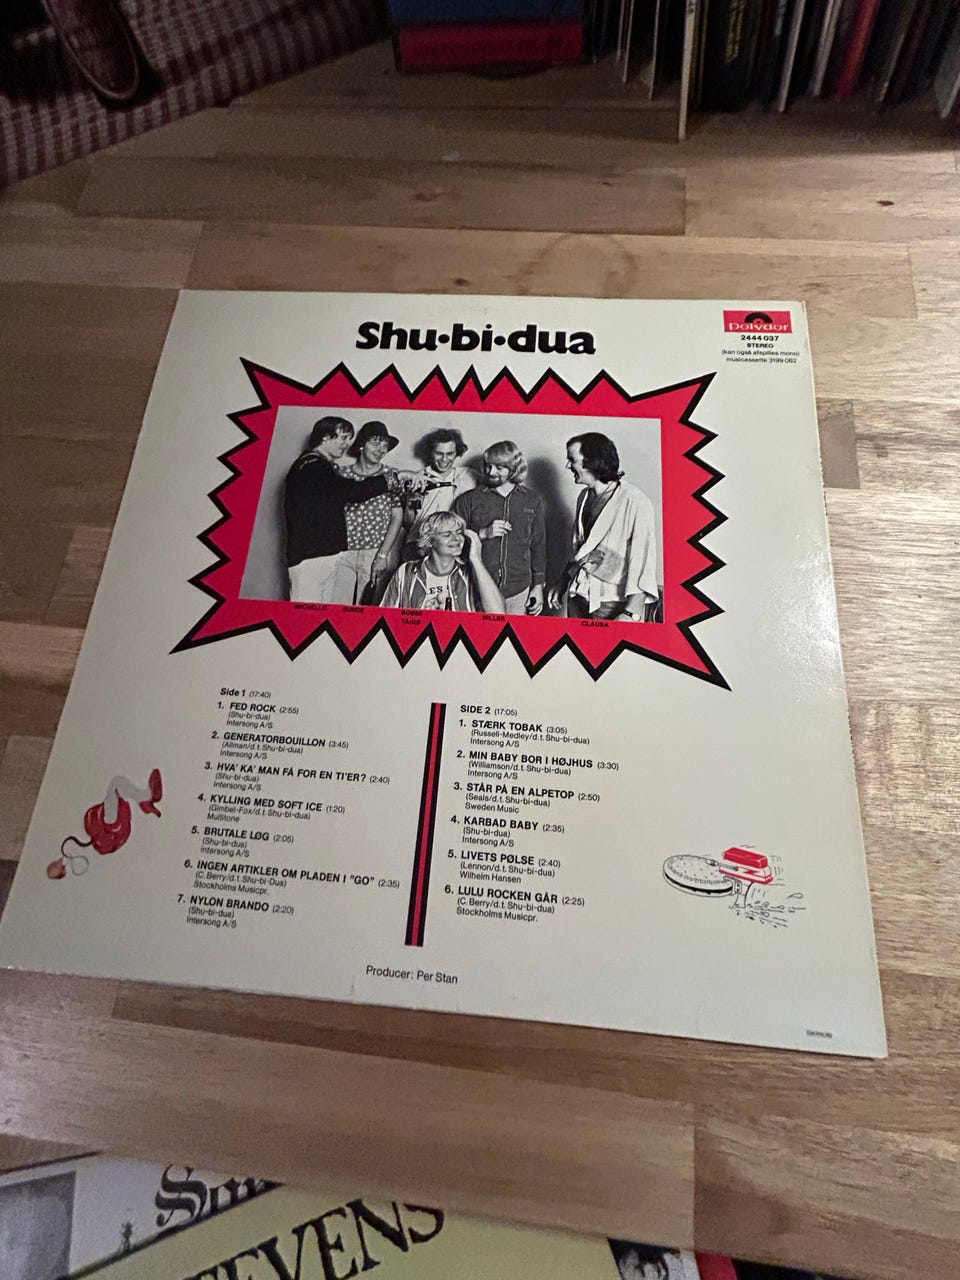 Shu•bi•dua
Polydor
2444 037
STEREO
(kan også afspilles mono)
musicassette 3199 082
ES
MICHELLO BUNDE BOSSE HILLER CLAUSA
Side 1 (17:40)
1. FED ROCK (2:55)
(Shu-bi-dua)
Intersong A/S
2. GENERATORBOUILLON (3:45)
(Allman/d.t. Shu-bi-dua)
Intersong A/S
3. HVA' KA' MAN FÅ FOR EN TI'ER? (2:40)
(Shu-bi-dua)
Intersong A/S
4. KYLLING MED SOFT ICE (1:20)
(Gimbel-Fox/d.t. Shu-bi-dua)
Multitone
5. BRUTALE LØG (2:05)
(Shu-bi-dua)
Intersong A/S
6. INGEN ARTIKLER OM PLADEN I "GO" (2:35)
(C. Berry/d.t. Shu-bi-Dua)
Stockholms Musicpr.
7. NYLON BRANDO (2:20)
(Shu-bi-dua)
Intersong A/S
SIDE 2 (17:05)
1. STÆRK TOBAK (3:05)
(Russell-Medley/d.t. Shu-bi-dua)
Intersong A/S
2. MIN BABY BOR I HØJHUS (3:30)
(Williamson/d.t. Shu-bi-dua)
Intersong A/S
3. STÅR PÅ EN ALPETOP (2:50)
(Seals/d.t. Shu-bi-dua)
Sweden Music
4. KARBAD BABY (2:35)
(Shu-bi-dua)
Intersong A/S
5. LIVETS PØLSE (2:40)
(Lennon/d.t. Shu-bi-dua)
Wilhelm Hansen
6. LULU ROCKEN GÅR (2:25)
(C. Berry/d.t. Shu-bi-dua)
Stockholms Musicpr.
Producer: Per Stan
EVENS